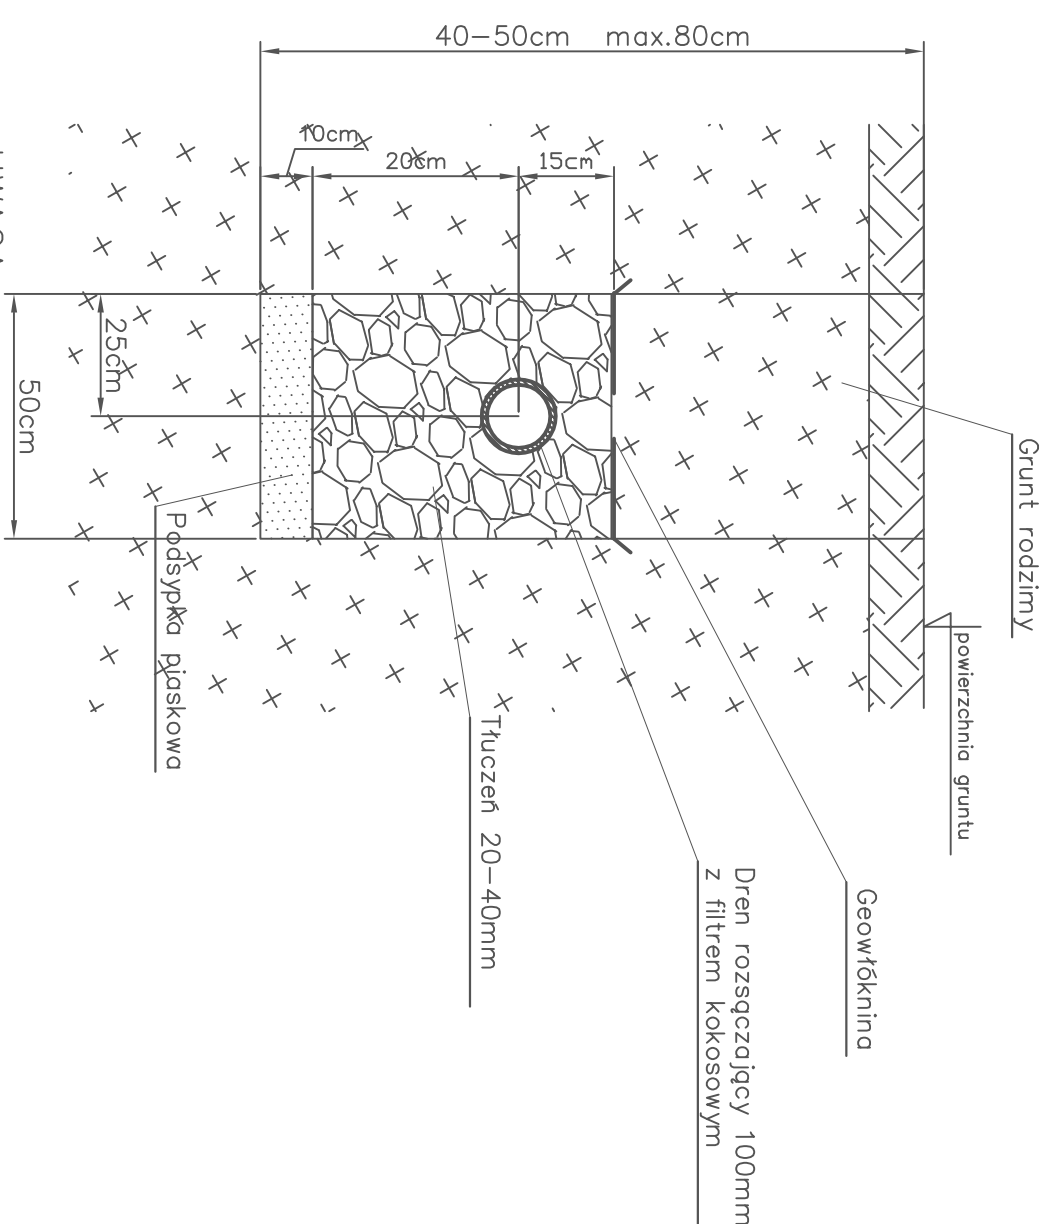 40-50cm max.80cm
10cm
20cm
15cm
25cm
50cm
Grunt rodzimy
powierzchnia gruntu
Geowłóknina
Dren rozsączający 100mm
z filtrem kokosowym
Tłuczeń 20-40mm
Podsypka piaskowa